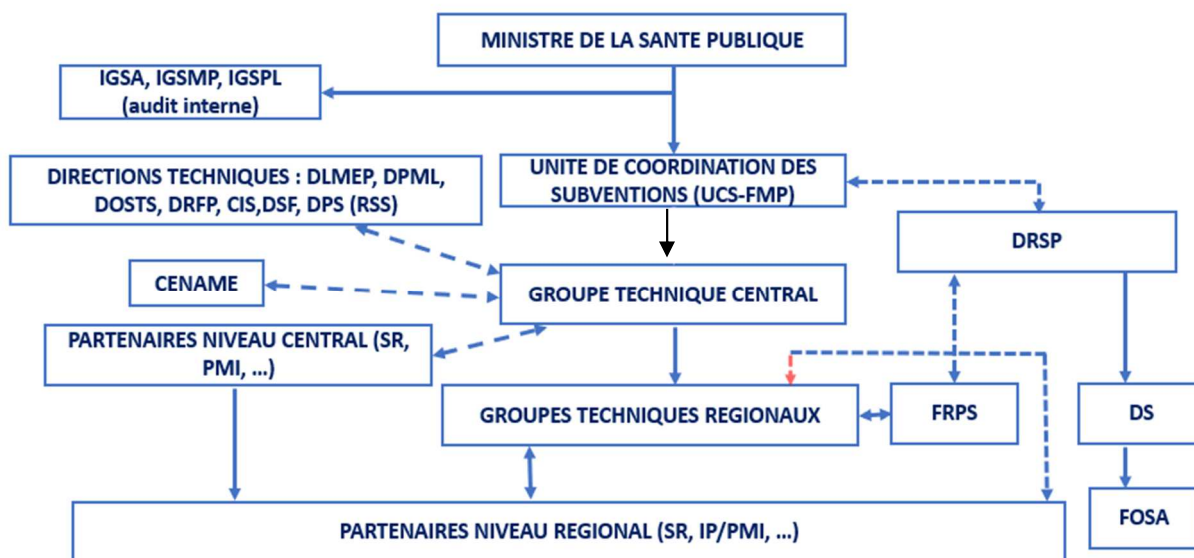 MINISTRE DE LA SANTE PUBLIQUE
IGSA, IGSMP, IGSPL
(audit interne)
DIRECTIONS TECHNIQUES : DLMEP, DPML,
DOSTS, DRFP, CIS,DSF, DPS (RSS)
UNITE DE COORDINATION DES
SUBVENTIONS (UCS-FMP)
DRSP
CENAME
GROUPE TECHNIQUE CENTRAL
PARTENAIRES NIVEAU CENTRAL (SR,
PMI, ...)
GROUPES TECHNIQUES REGIONAUX
FRPS
DS
PARTENAIRES NIVEAU REGIONAL (SR, IP/PMI, ...)
FOSA